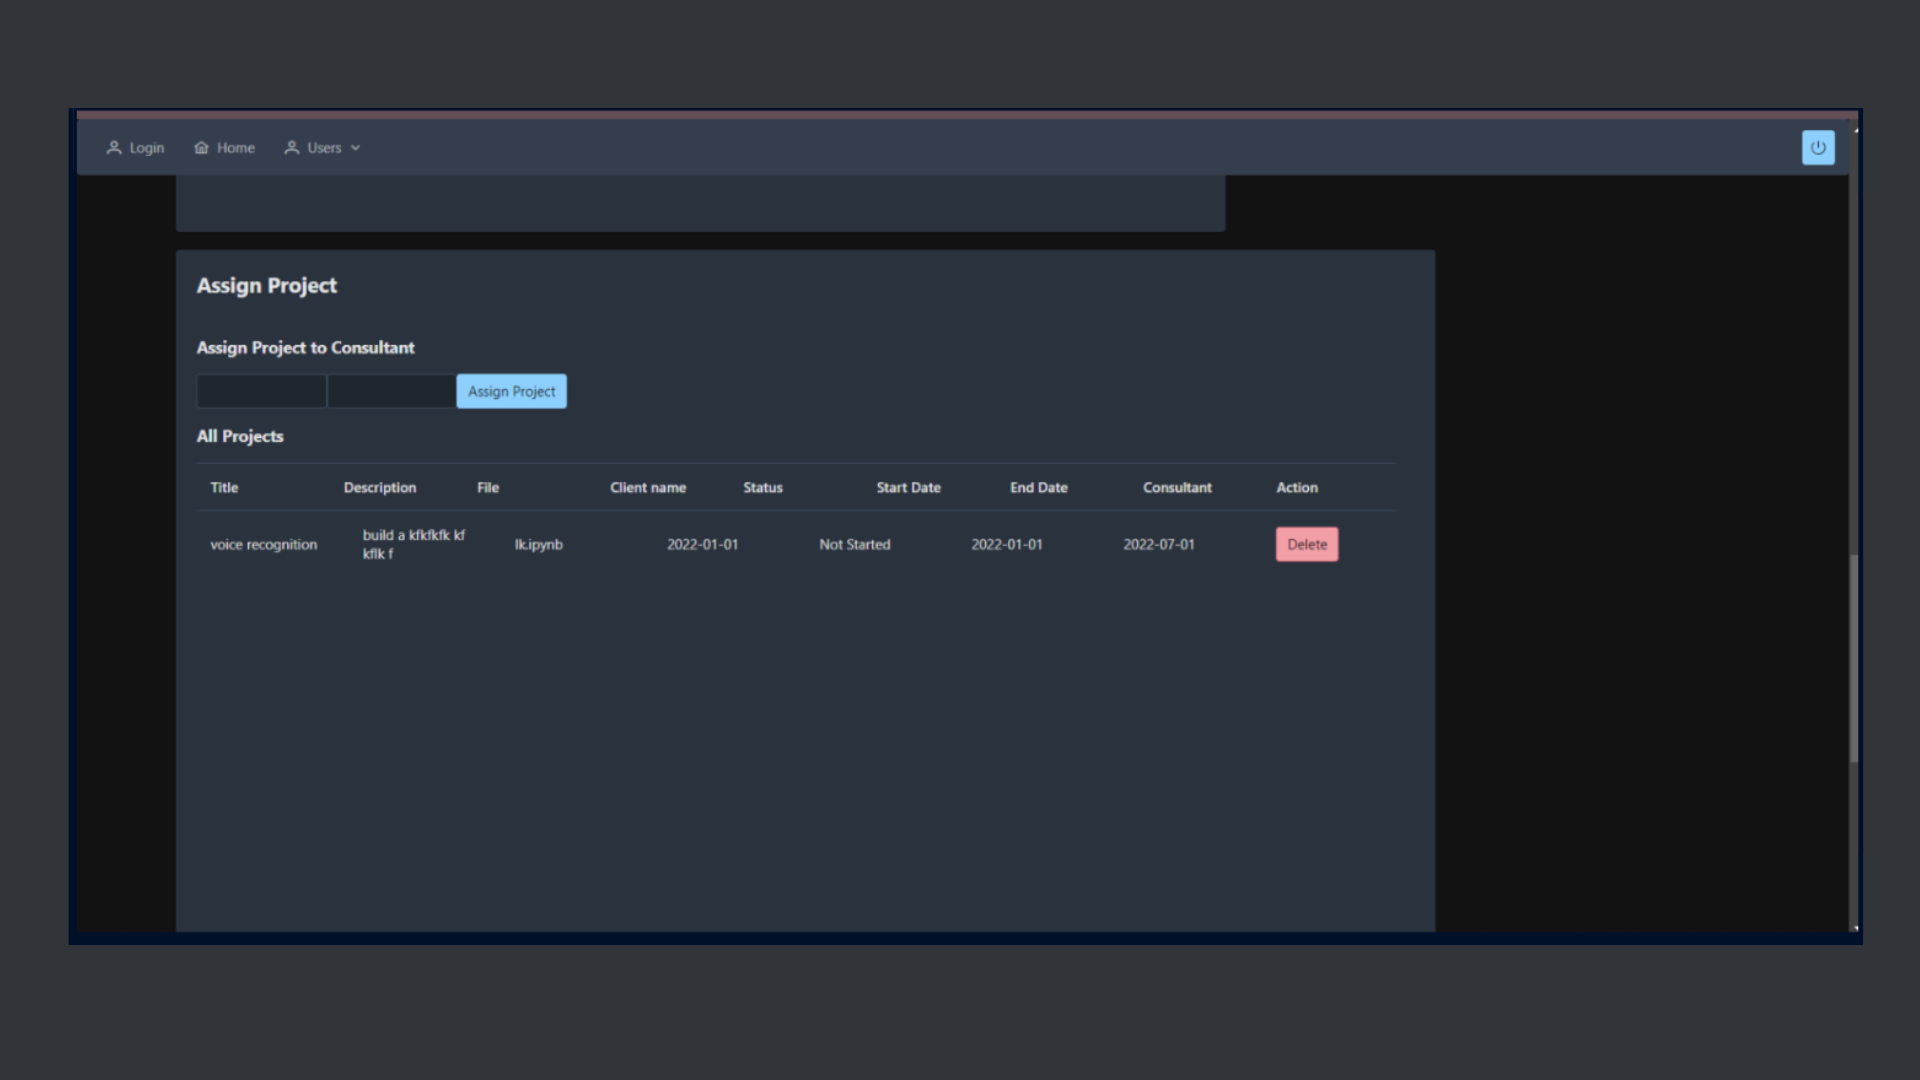 Login Home Users
Assign Project
Assign Project to Consultant
Assign Project
All Projects
Title Description File Client name Status Start Date End Date Consultant Action
voice recognition build a kfkfkfk kf lk.ipynb 2022-01-01 Not Started 2022-01-01 2022-07-01 Delete
kflk f